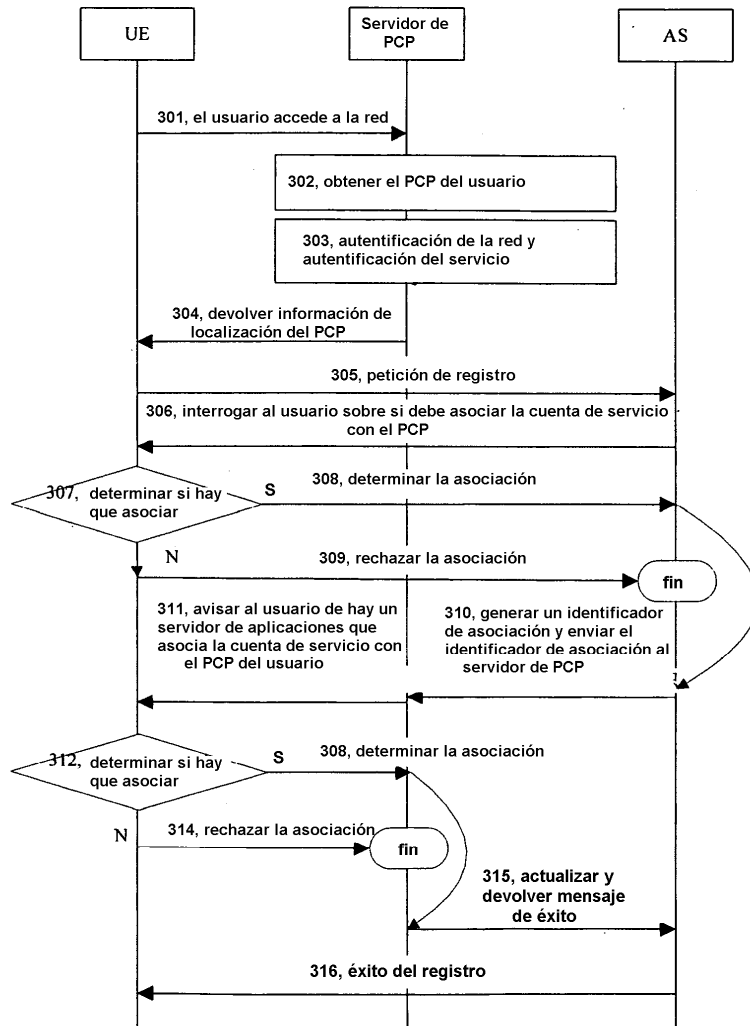 UE
Servidor de
PCP
AS
301, el usuario accede a la red
302, obtener el PCP del usuario
303, autentificación de la red y
autentificación del servicio
304, devolver información de
localización del PCP
305, petición de registro
306, interrogar al usuario sobre si debe asociar la cuenta de servicio
con el PCP
307, determinar si hay
que asociar
S
308, determinar la asociación
N
309, rechazar la asociación
fin
311, avisar al usuario de hay un
servidor de aplicaciones que
asocia la cuenta de servicio con
el PCP del usuario
310, generar un identificador
de asociación y enviar el
identificador de asociación al
servidor de PCP
312, determinar si hay
que asociar
S
308, determinar la asociación
N
314, rechazar la asociación
fin
315, actualizar y
devolver mensaje
de éxito
316, éxito del registro